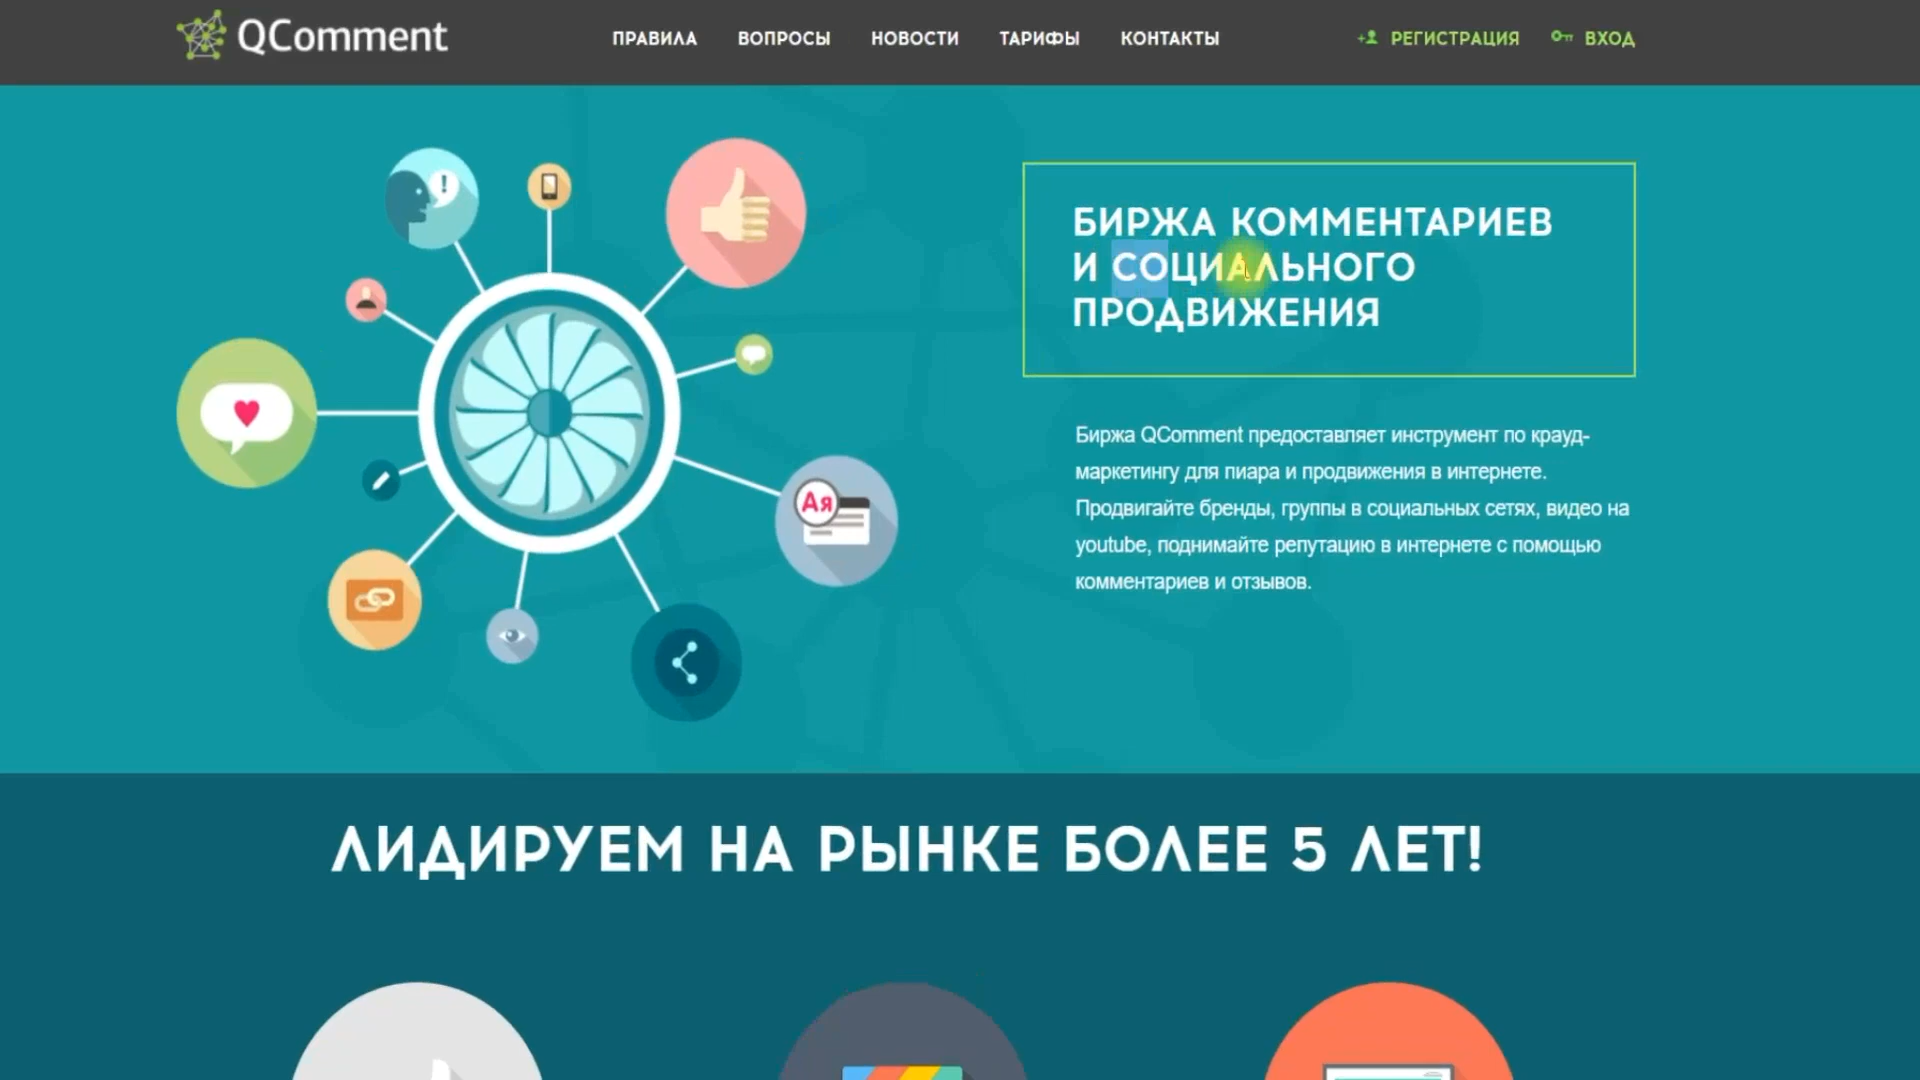 QComment
ПРАВИЛА ВОПРОСЫ НОВОСТИ ТАРИФЫ КОНТАКТЫ РЕГИСТРАЦИЯ ВХОД
БИРЖА КОММЕНТАРИЕВ
И СОЦИАЛЬНОГО
ПРОДВИЖЕНИЯ
Биржа QComment предоставляет инструмент по крауд-
маркетингу для пиара и продвижения в интернете.
Продвигайте бренды, группы в социальных сетях, видео на
youtube, поднимайте репутацию в интернете с помощью
комментариев и отзывов.
!
Ая
ЛИДИРУЕМ НА РЫНКЕ БОЛЕЕ 5 ЛЕТ!